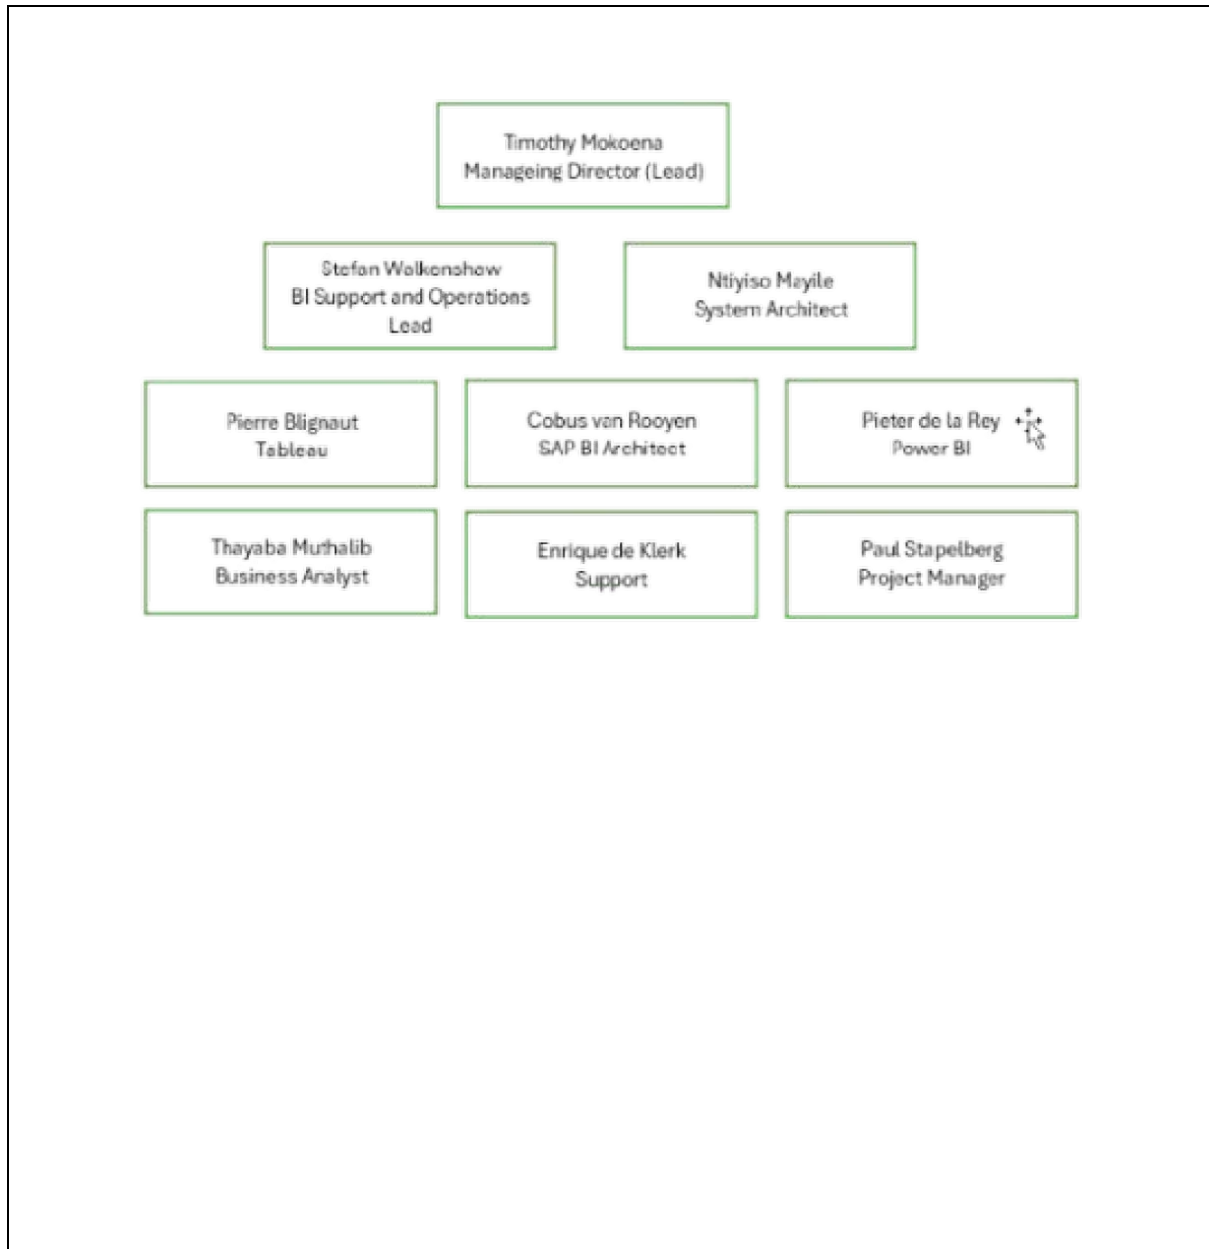 Timothy Mokoena
Manageing Director (Lead)
Stefan Walkenshaw
BI Support and Operations
Lead
Ntiyiso Mayile
System Architect
Pierre Blignaut
Tableau
Cobus van Rooyen
SAP BI Architect
Pieter de la Rey
Power BI
Thayaba Muthalib
Business Analyst
Enrique de Klerk
Support
Paul Stapelberg
Project Manager